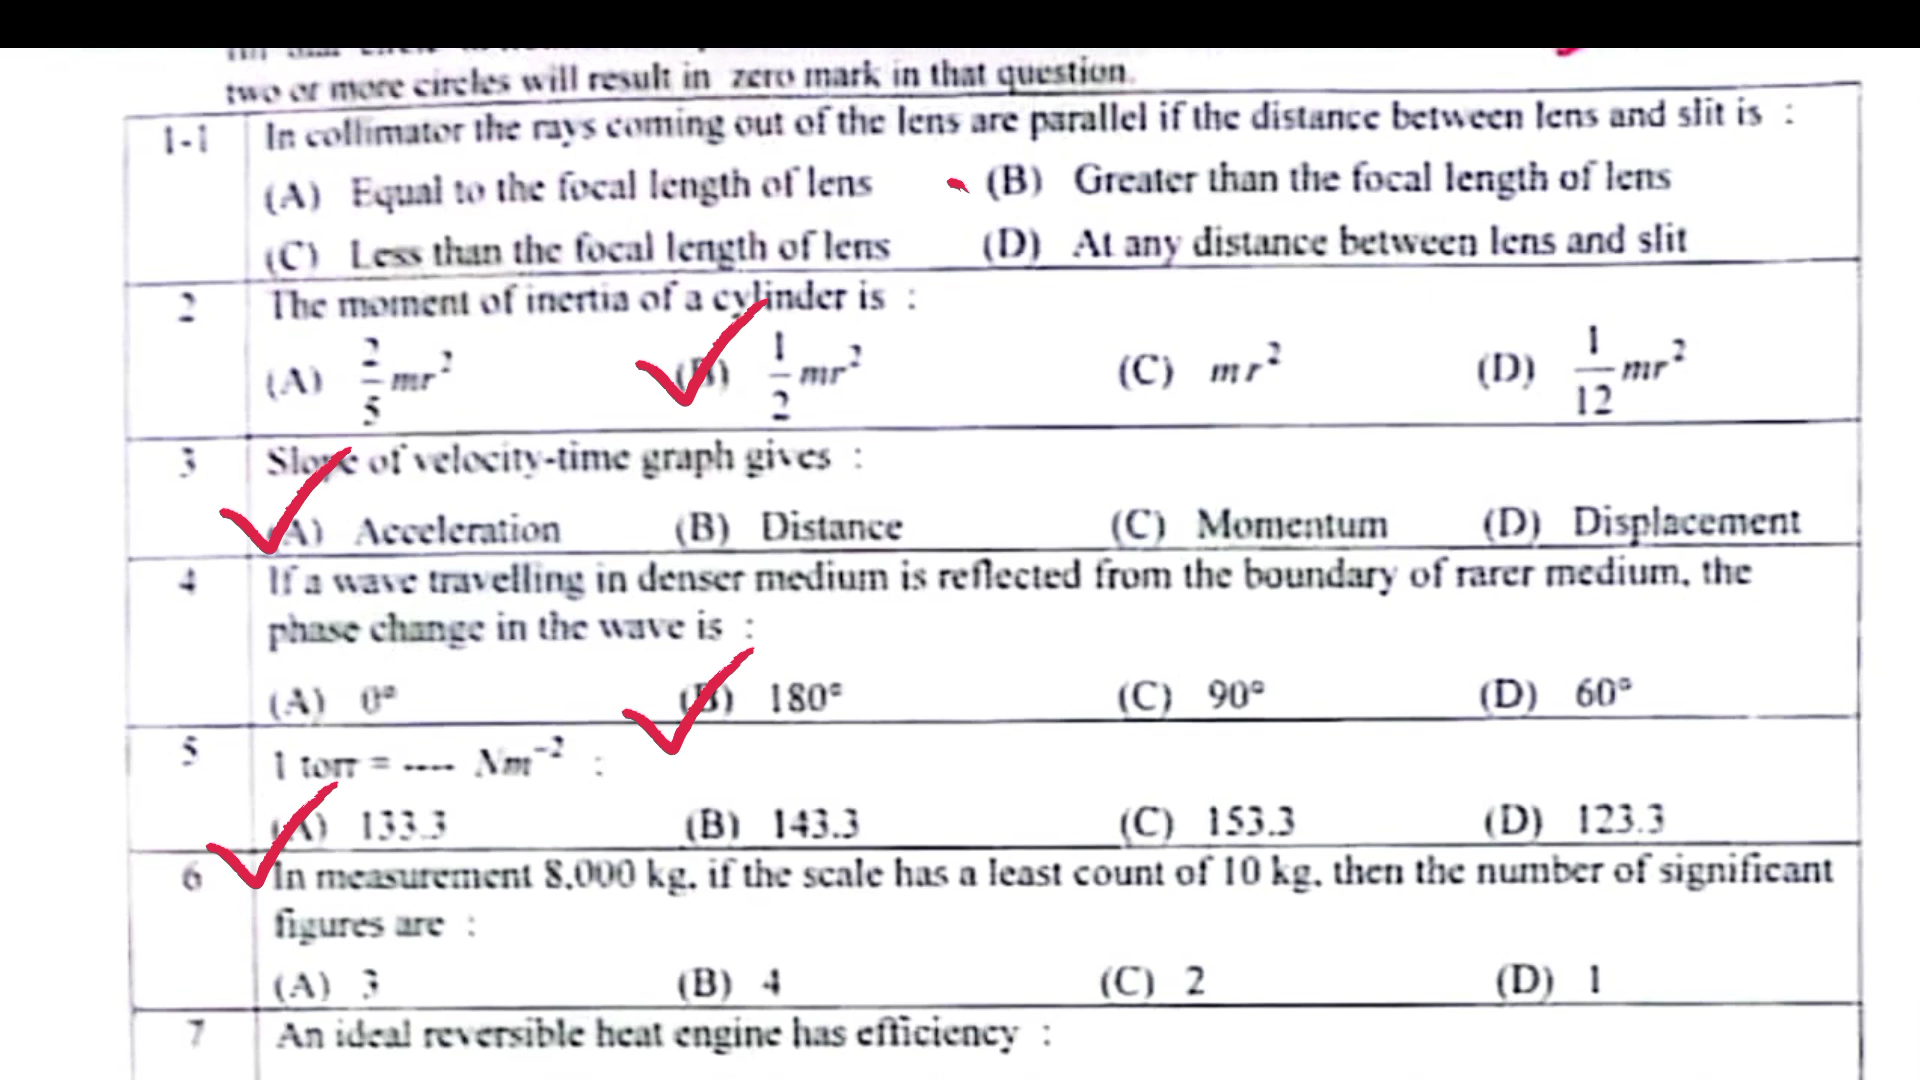 two or more circles will result in zero mark in that question.
1-1 In collimator the rays coming out of the lens are parallel if the distance between lens and slit is :
(A) Equal to the focal length of lens (B) Greater than the focal length of lens
(C) Less than the focal length of lens (D) At any distance between lens and slit
2 The moment of inertia of a cylinder is :
(A) 2/5 mr² (B) 1/2 mr² (C) mr² (D) 1/12 mr²
3 Slope of velocity-time graph gives :
(A) Acceleration (B) Distance (C) Momentum (D) Displacement
4 If a wave travelling in denser medium is reflected from the boundary of rarer medium, the
phase change in the wave is :
(A) 0° (B) 180° (C) 90° (D) 60°
5 1 torr = ---- Nm⁻² :
(A) 133.3 (B) 143.3 (C) 153.3 (D) 123.3
6 In measurement 8,000 kg, if the scale has a least count of 10 kg, then the number of significant
figures are :
(A) 3 (B) 4 (C) 2 (D) 1
7 An ideal reversible heat engine has efficiency :